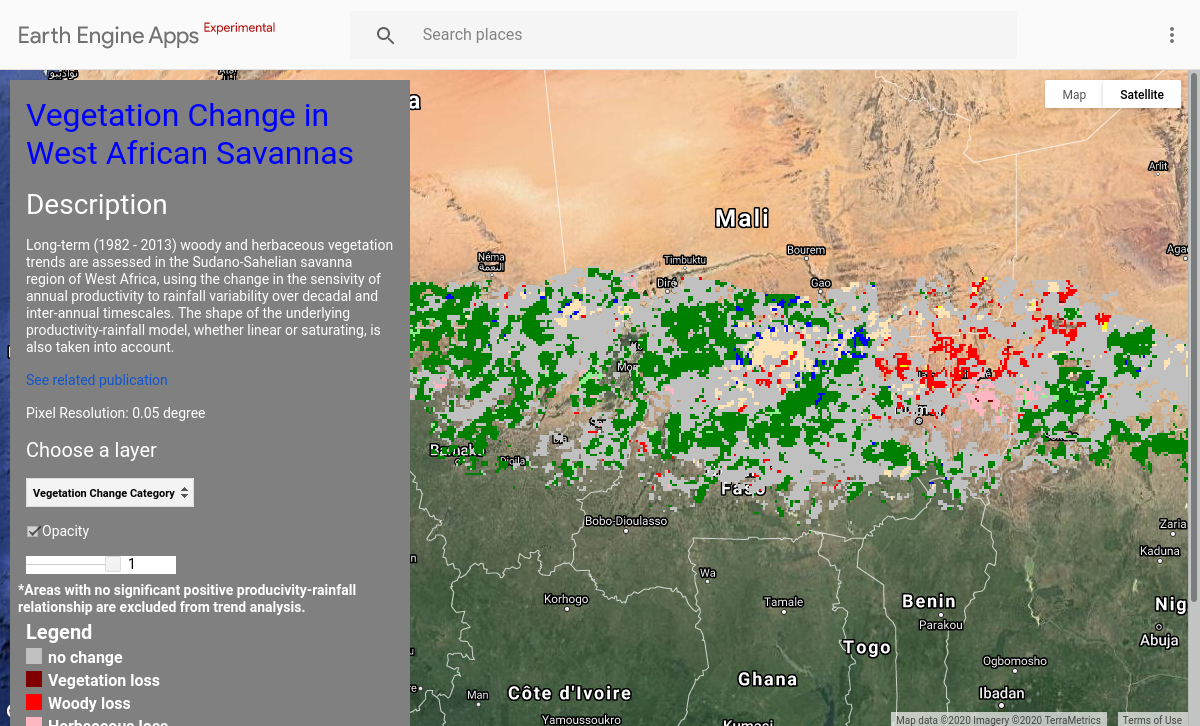 Earth Engine Apps Experimental
Search places
Map
Satellite
Vegetation Change in
West African Savannas
Description
Long-term (1982 - 2013) woody and herbaceous vegetation
trends are assessed in the Sudano-Sahelian savanna
region of West Africa, using the change in the sensivity of
annual productivity to rainfall variability over decadal and
inter-annual timescales. The shape of the underlying
productivity-rainfall model, whether linear or saturating, is
also taken into account.
See related publication
Pixel Resolution: 0.05 degree
Choose a layer
Vegetation Change Category
Opacity
1
*Areas with no significant positive producivity-rainfall
relationship are excluded from trend analysis.
Legend
no change
Vegetation loss
Woody loss
Herbaceous loss
Arlit
Mali
Néma
النعمة
Timbuktu
Bourem
Gao
Bamako
Faso
Bobo-Dioulasso
Zaria
Kaduna
Wa
Korhogo
Tamale
Benin
Parakou
Nig
Abuja
Togo
Ogbomosho
Ibadan
Ghana
Man
Côte d'Ivoire
Yamoussoukro
Kumasi
Map data ©2020 Imagery ©2020 TerraMetrics
Terms of Use